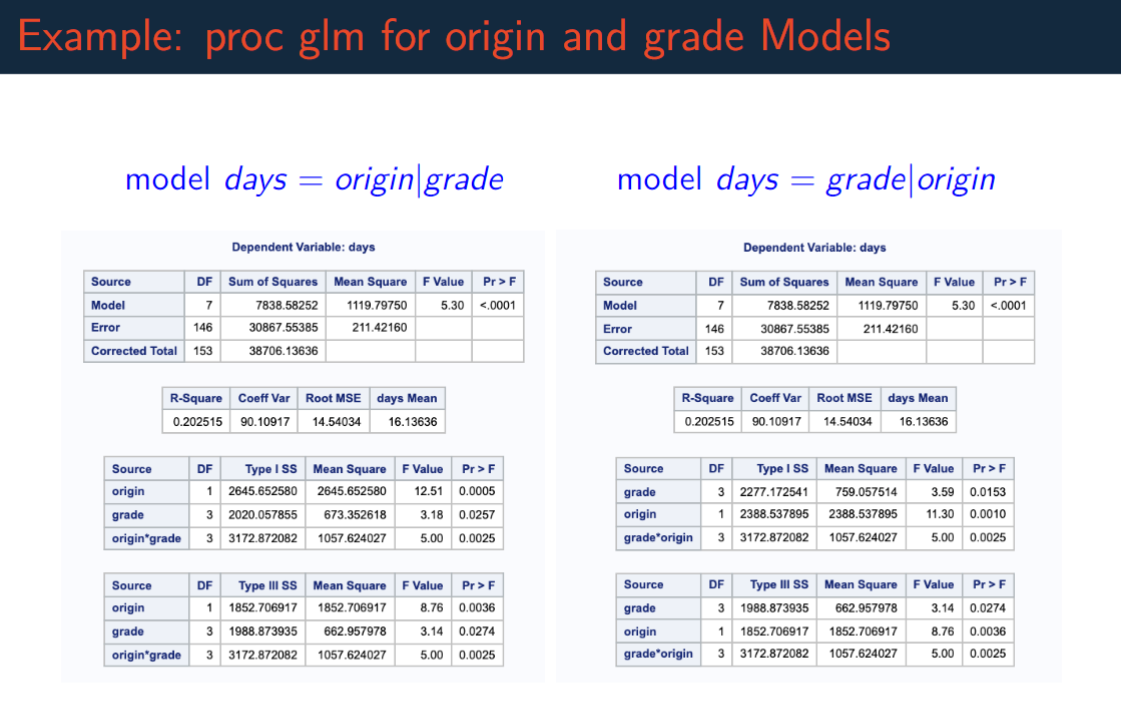 Example: proc glm for origin and grade Models
model days = origin|grade
Dependent Variable: days
Source DF Sum of Squares Mean Square F Value Pr > F
Model 7 7838.58252 1119.79750 5.30 <.0001
Error 146 30867.55385 211.42160
Corrected Total 153 38706.13636
R-Square Coeff Var Root MSE days Mean
0.202515 90.10917 14.54034 16.13636
Source DF Type I SS Mean Square F Value Pr > F
origin 1 2645.652580 2645.652580 12.51 0.0005
grade 3 2020.057855 673.352618 3.18 0.0257
origin*grade 3 3172.872082 1057.624027 5.00 0.0025
Source DF Type III SS Mean Square F Value Pr > F
origin 1 1852.706917 1852.706917 8.76 0.0036
grade 3 1988.873935 662.957978 3.14 0.0274
origin*grade 3 3172.872082 1057.624027 5.00 0.0025
model days = grade|origin
Dependent Variable: days
Source DF Sum of Squares Mean Square F Value Pr > F
Model 7 7838.58252 1119.79750 5.30 <.0001
Error 146 30867.55385 211.42160
Corrected Total 153 38706.13636
R-Square Coeff Var Root MSE days Mean
0.202515 90.10917 14.54034 16.13636
Source DF Type I SS Mean Square F Value Pr > F
grade 3 2277.172541 759.057514 3.59 0.0153
origin 1 2388.537895 2388.537895 11.30 0.0010
grade*origin 3 3172.872082 1057.624027 5.00 0.0025
Source DF Type III SS Mean Square F Value Pr > F
grade 3 1988.873935 662.957978 3.14 0.0274
origin 1 1852.706917 1852.706917 8.76 0.0036
grade*origin 3 3172.872082 1057.624027 5.00 0.0025